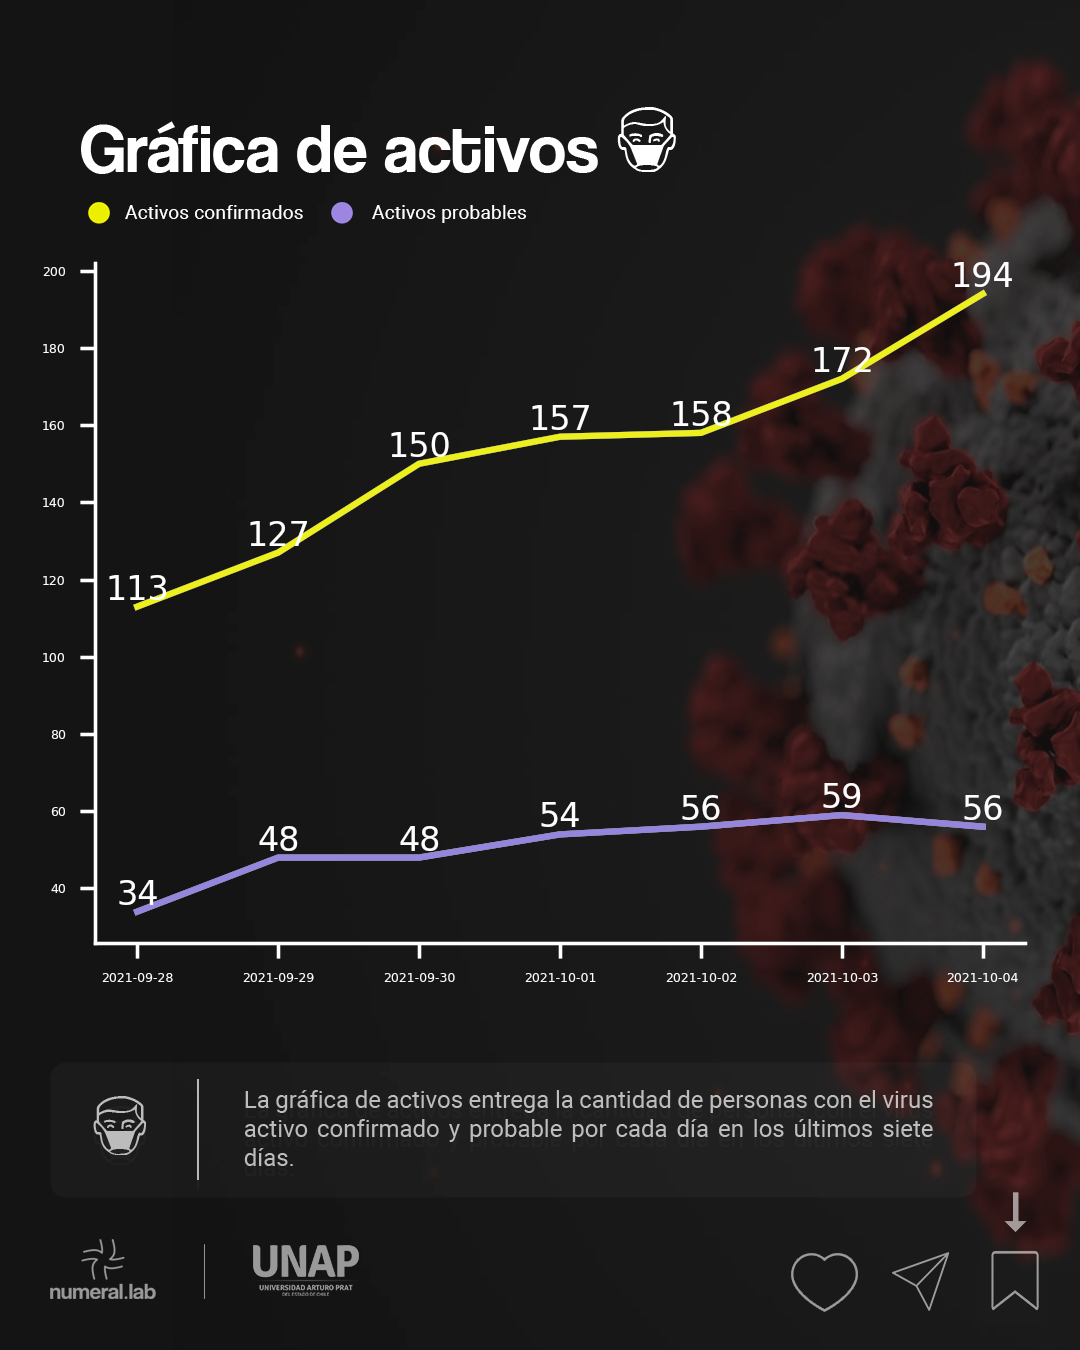 Gráfica de activos
Activos confirmados Activos probables
200
180
160
140
120
100
80
60
40
113 127 150 157 158 172 194
34 48 48 54 56 59 56
2021-09-28 2021-09-29 2021-09-30 2021-10-01 2021-10-02 2021-10-03 2021-10-04
La gráfica de activos entrega la cantidad de personas con el virus
activo confirmado y probable por cada día en los últimos siete
días.
numeral.lab
UNAP
UNIVERSIDAD ARTURO PRAT
DEL ESTADO DE CHILE